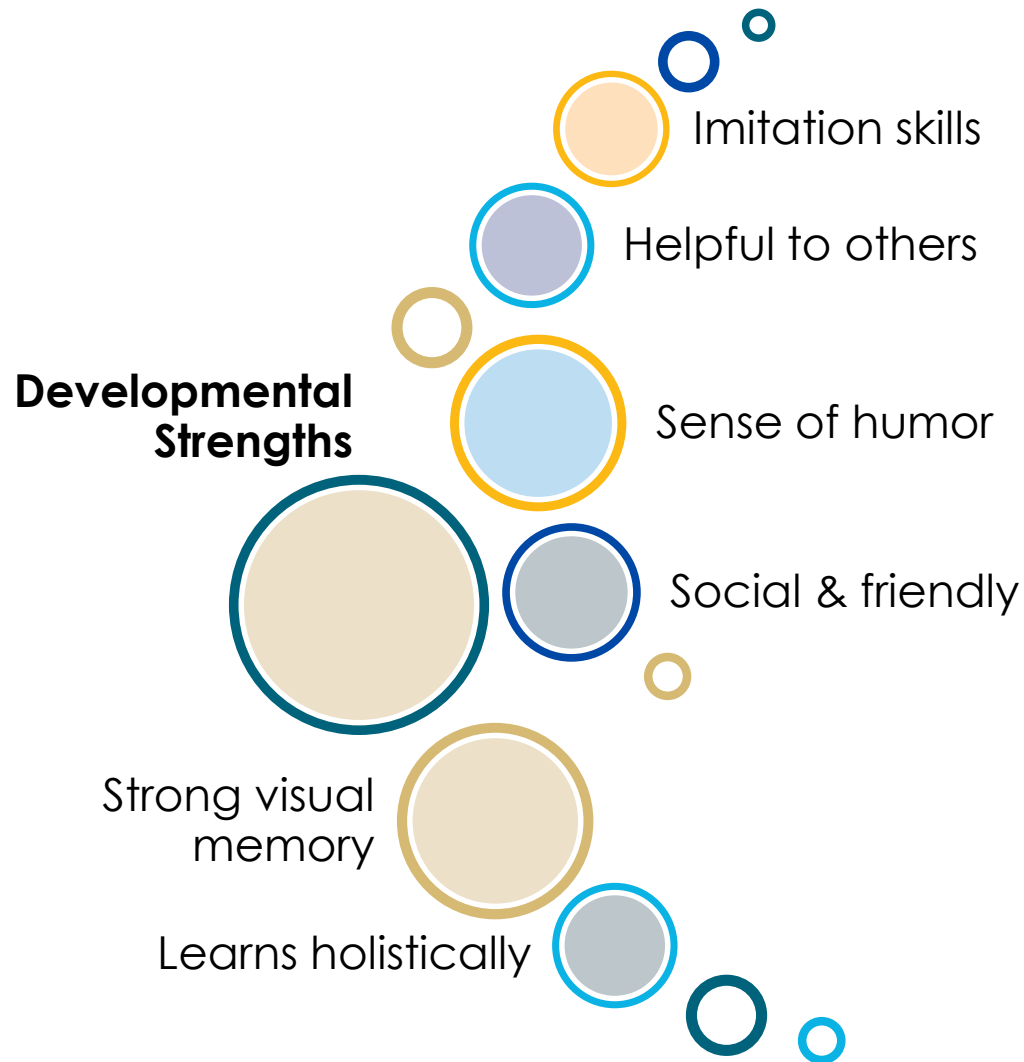 Imitation skills
Helpful to others
Developmental
Strengths
Sense of humor
Social & friendly
Strong visual
memory
Learns holistically